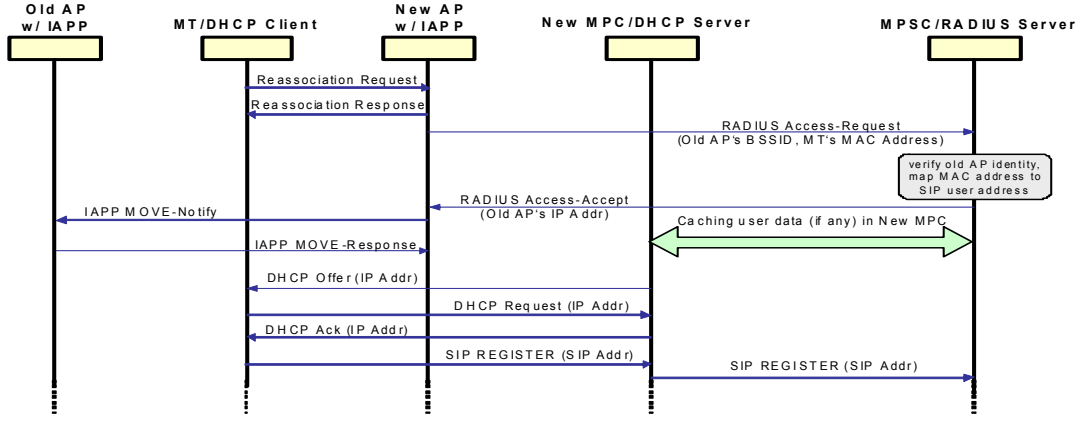 Old AP
w/ IAPP
MT/DHCP Client
New AP
w/ IAPP
New MPC/DHCP Server
MPSC/RADIUS Server
Reassociation Request
Reassociation Response
RADIUS Access-Request
(Old AP's BSSID, MT's MAC Address)
verify old AP identity,
map MAC address to
SIP user address
RADIUS Access-Accept
(Old AP's IP Addr)
IAPP MOVE-Notify
Caching user data (if any) in New MPC
IAPP MOVE-Response
DHCP Offer (IP Addr)
DHCP Request (IP Addr)
DHCP Ack (IP Addr)
SIP REGISTER (SIP Addr)
SIP REGISTER (SIP Addr)